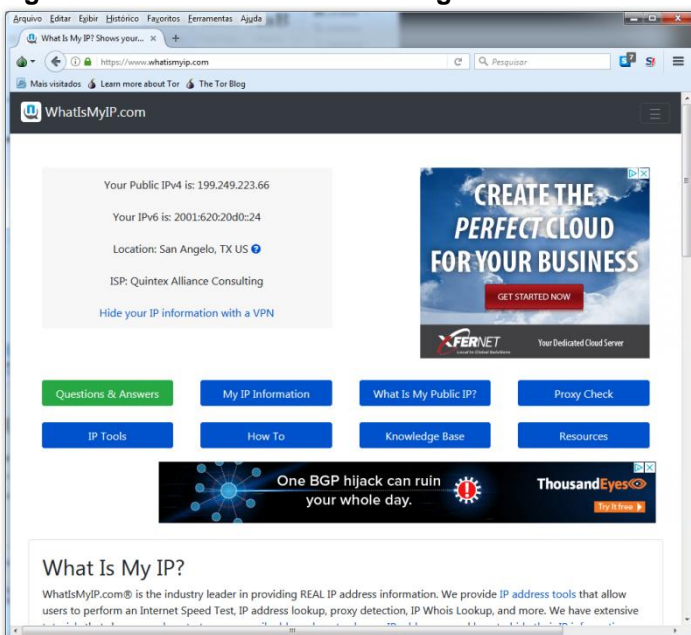 Arquivo Editar Exibir Histórico Favoritos Ferramentas Ajuda
What Is My IP? Shows your...
https://www.whatismyip.com
Pesquisar
7
S!
Mais visitados Learn more about Tor The Tor Blog
WhatIsMyIP.com
Your Public IPv4 is: 199.249.223.66
Your IPv6 is: 2001:620:20d0::24
Location: San Angelo, TX US
ISP: Quintex Alliance Consulting
Hide your IP information with a VPN
CREATE THE
PERFECT CLOUD
FOR YOUR BUSINESS
GET STARTED NOW
XFERNET
Your Dedicated Cloud Server
Questions & Answers
My IP Information
What Is My Public IP?
Proxy Check
IP Tools
How To
Knowledge Base
Resources
One BGP hijack can ruin
your whole day.
ThousandEyes
Try it free
What Is My IP?
WhatIsMyIP.com® is the industry leader in providing REAL IP address information. We provide IP address tools that allow
users to perform an Internet Speed Test, IP address lookup, proxy detection, IP Whois Lookup, and more. We have extensive